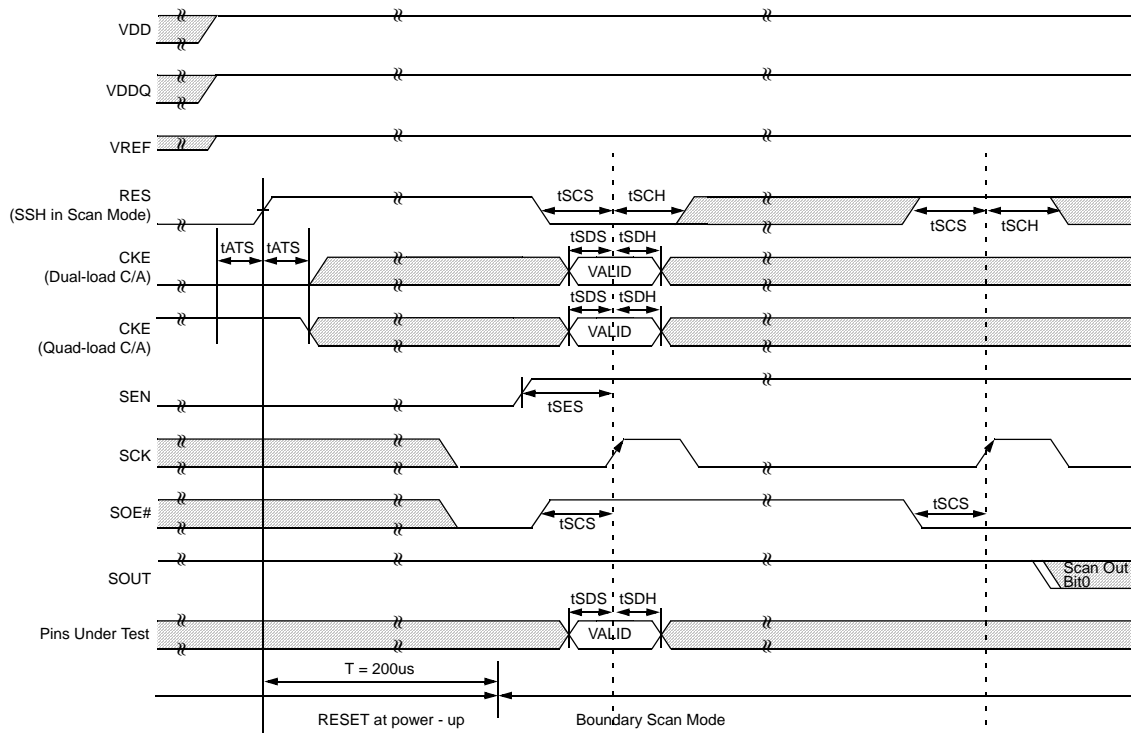 VDD
VDDQ
VREF
RES
(SSH in Scan Mode)
tSCS
tSCH
tSCS
tSCH
tATS
tATS
CKE
(Dual-load C/A)
tSDS
tSDH
VALID
CKE
(Quad-load C/A)
tSDS
tSDH
VALID
SEN
tSES
SCK
SOE#
tSCS
tSCS
SOUT
Scan Out
Bit0
Pins Under Test
tSDS
tSDH
VALID
T = 200us
RESET at power - up
Boundary Scan Mode